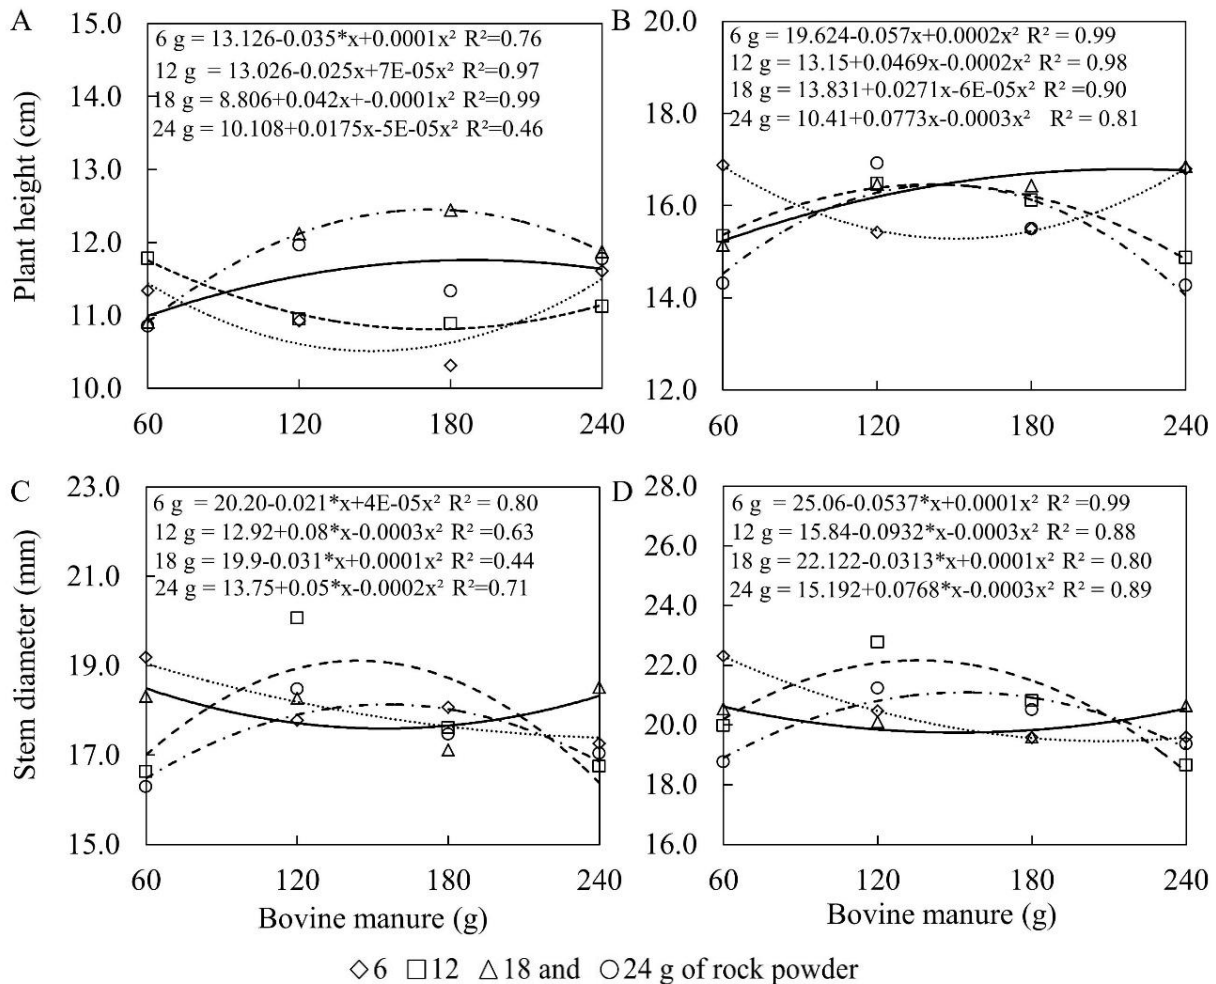 A
15.0
14.0
13.0
12.0
11.0
10.0
Plant height (cm)
6 g = 13.126-0.035*x+0.0001x² R²=0.76
12 g = 13.026-0.025x+7E-05x² R²=0.97
18 g = 8.806+0.042x+-0.0001x² R²=0.99
24 g = 10.108+0.0175x-5E-05x² R²=0.46
60 120 180 240
B
20.0
18.0
16.0
14.0
12.0
6 g = 19.624-0.057x+0.0002x² R² = 0.99
12 g = 13.15+0.0469x-0.0002x² R² = 0.98
18 g = 13.831+0.0271x-6E-05x² R² =0.90
24 g = 10.41+0.0773x-0.0003x² R² = 0.81
60 120 180 240
C
23.0
21.0
19.0
17.0
15.0
Stem diameter (mm)
6 g = 20.20-0.021*x+4E-05x² R² = 0.80
12 g = 12.92+0.08*x-0.0003x² R² = 0.63
18 g = 19.9-0.031*x+0.0001x² R² =0.44
24 g = 13.75+0.05*x-0.0002x² R²=0.71
60 120 180 240
Bovine manure (g)
D
28.0
26.0
24.0
22.0
20.0
18.0
16.0
6 g = 25.06-0.0537*x+0.0001x² R² = 0.99
12 g = 15.84-0.0932*x-0.0003x² R² = 0.88
18 g = 22.122-0.0313*x+0.0001x² R² = 0.80
24 g = 15.192+0.0768*x-0.0003x² R² = 0.89
60 120 180 240
Bovine manure (g)
6 12 18 and 24 g of rock powder